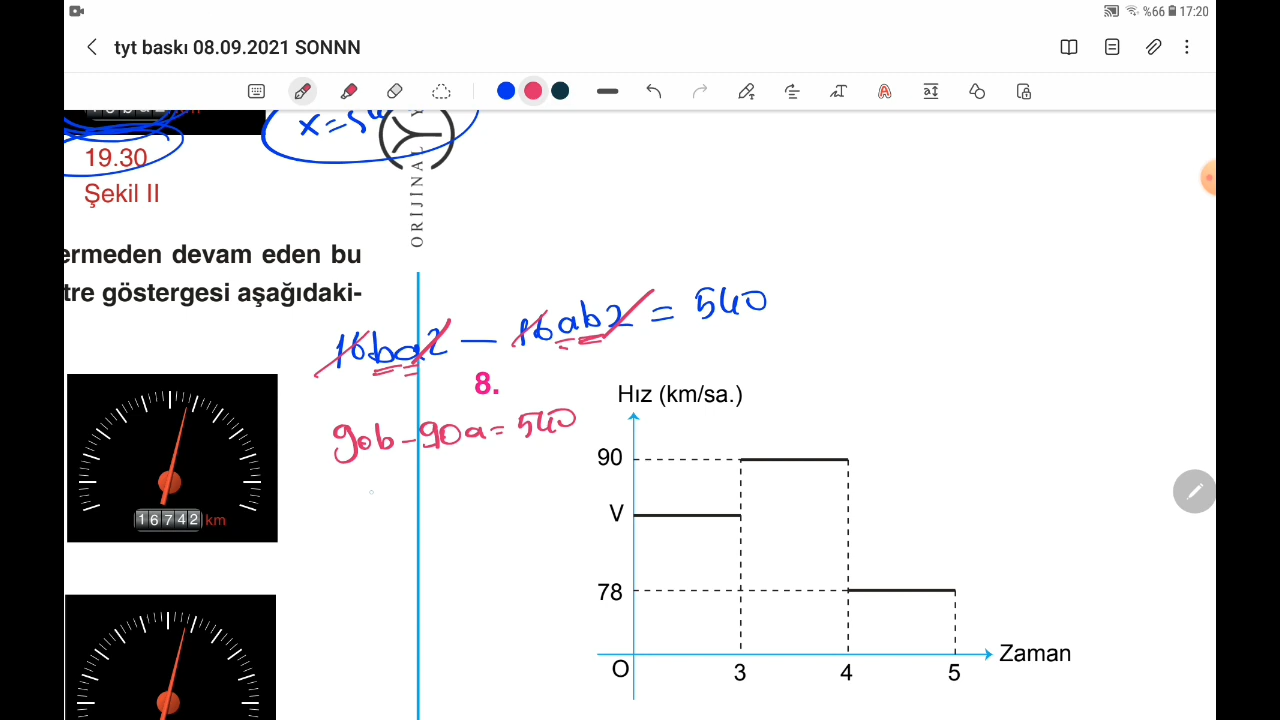 %66 17:20
tyt baskı 08.09.2021 SONNN
19.30
Şekil II
x=54
ORİJİNAL Y
ermeden devam eden bu
tre göstergesi aşağıdaki-
16ba2 — 16ab2 = 540
90b-90a=540
16742 km
8.
Hız (km/sa.)
90
V
78
O 3 4 5 Zaman